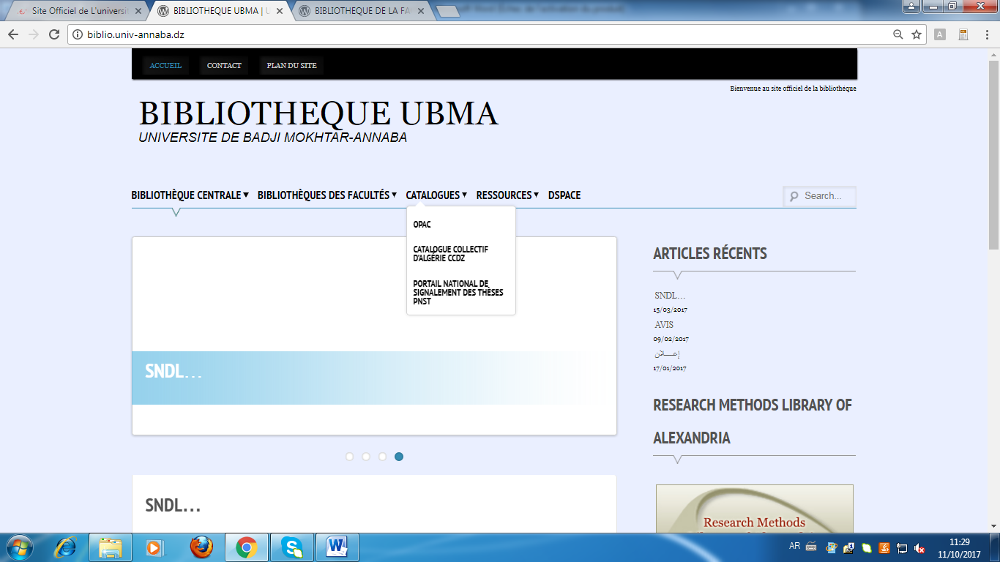 Site Officiel de L'universi
BIBLIOTHEQUE UBMA | U
BIBLIOTHEQUE DE LA FA
biblio.univ-annaba.dz
ACCUEIL
CONTACT
PLAN DU SITE
Bienvenue au site officiel de la bibliothèque
BIBLIOTHEQUE UBMA
UNIVERSITE DE BADJI MOKHTAR-ANNABA
BIBLIOTHÈQUE CENTRALE
BIBLIOTHÈQUES DES FACULTÉS
CATALOGUES
RESSOURCES
DSPACE
Search...
OPAC
CATALOGUE COLLECTIF
D'ALGÉRIE CCDZ
PORTAIL NATIONAL DE
SIGNALEMENT DES THÈSES
PNST
SNDL…
ARTICLES RÉCENTS
SNDL…
15/03/2017
AVIS
09/02/2017
إعـــلان
17/01/2017
RESEARCH METHODS LIBRARY OF
ALEXANDRIA
Research Methods
SNDL…
AR
11:29
11/10/2017